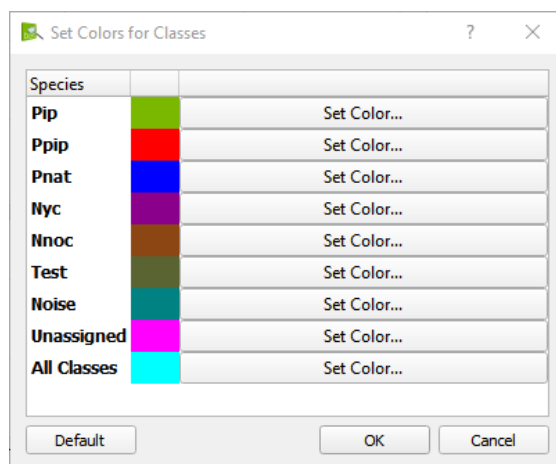 Set Colors for Classes
Species
Pip Set Color...
Ppip Set Color...
Pnat Set Color...
Nyc Set Color...
Nnoc Set Color...
Test Set Color...
Noise Set Color...
Unassigned Set Color...
All Classes Set Color...
Default OK Cancel